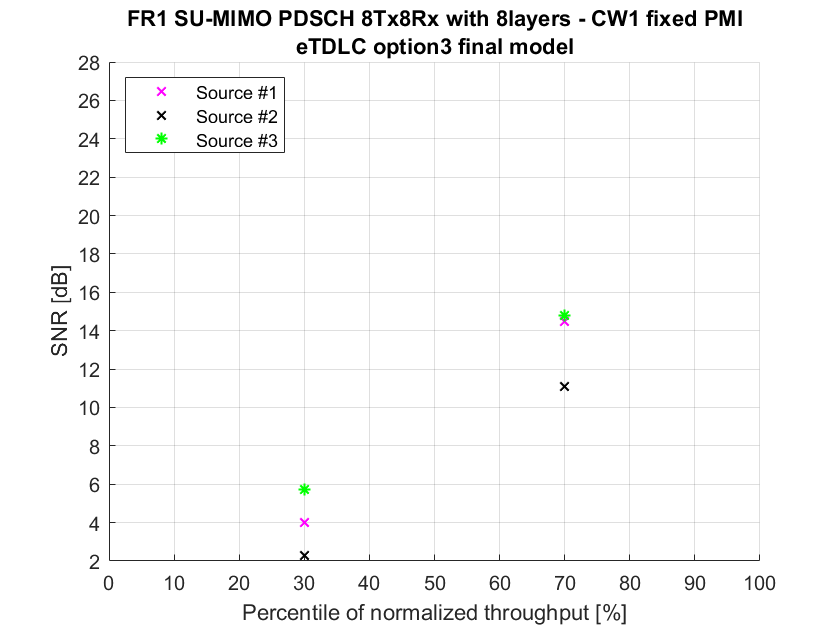 FR1 SU-MIMO PDSCH 8Tx8Rx with 8layers - CW1 fixed PMI
eTDLC option3 final model
28
26
24
22
20
18
16
14
12
10
8
6
4
2
Source #1
Source #2
Source #3
SNR [dB]
0 10 20 30 40 50 60 70 80 90 100
Percentile of normalized throughput [%]